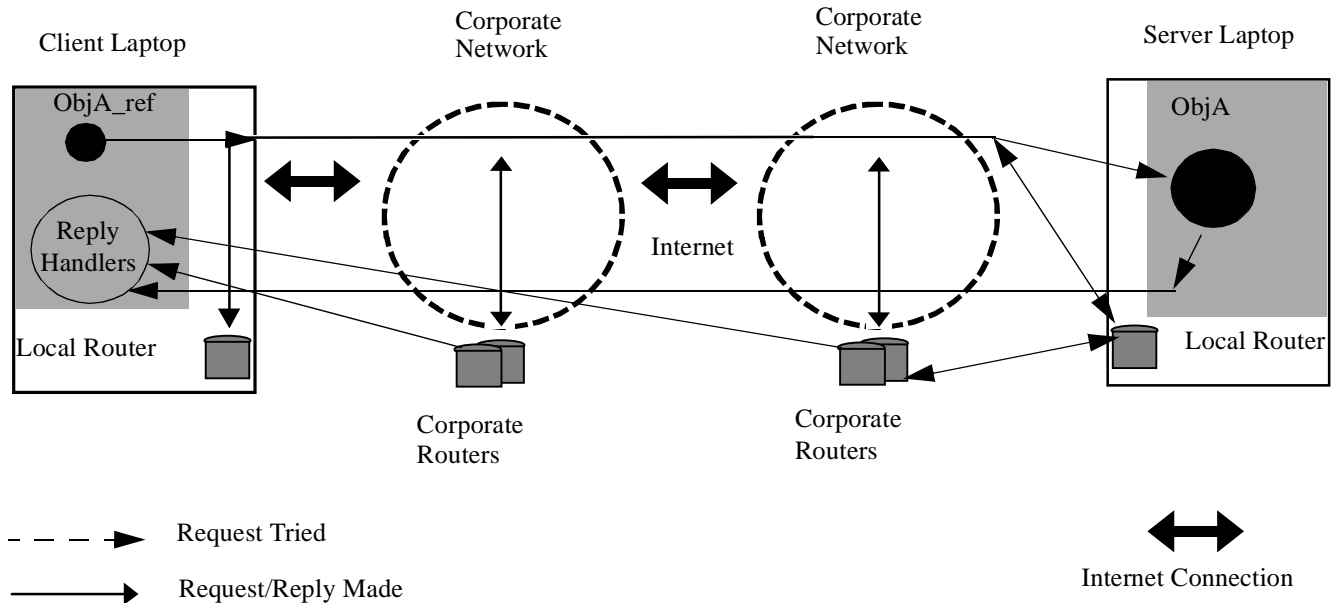 Client Laptop
Corporate
Network
Corporate
Network
Server Laptop
ObjA_ref
ObjA
Reply
Handlers
Internet
Local Router
Local Router
Corporate
Routers
Corporate
Routers
Request Tried
Request/Reply Made
Internet Connection